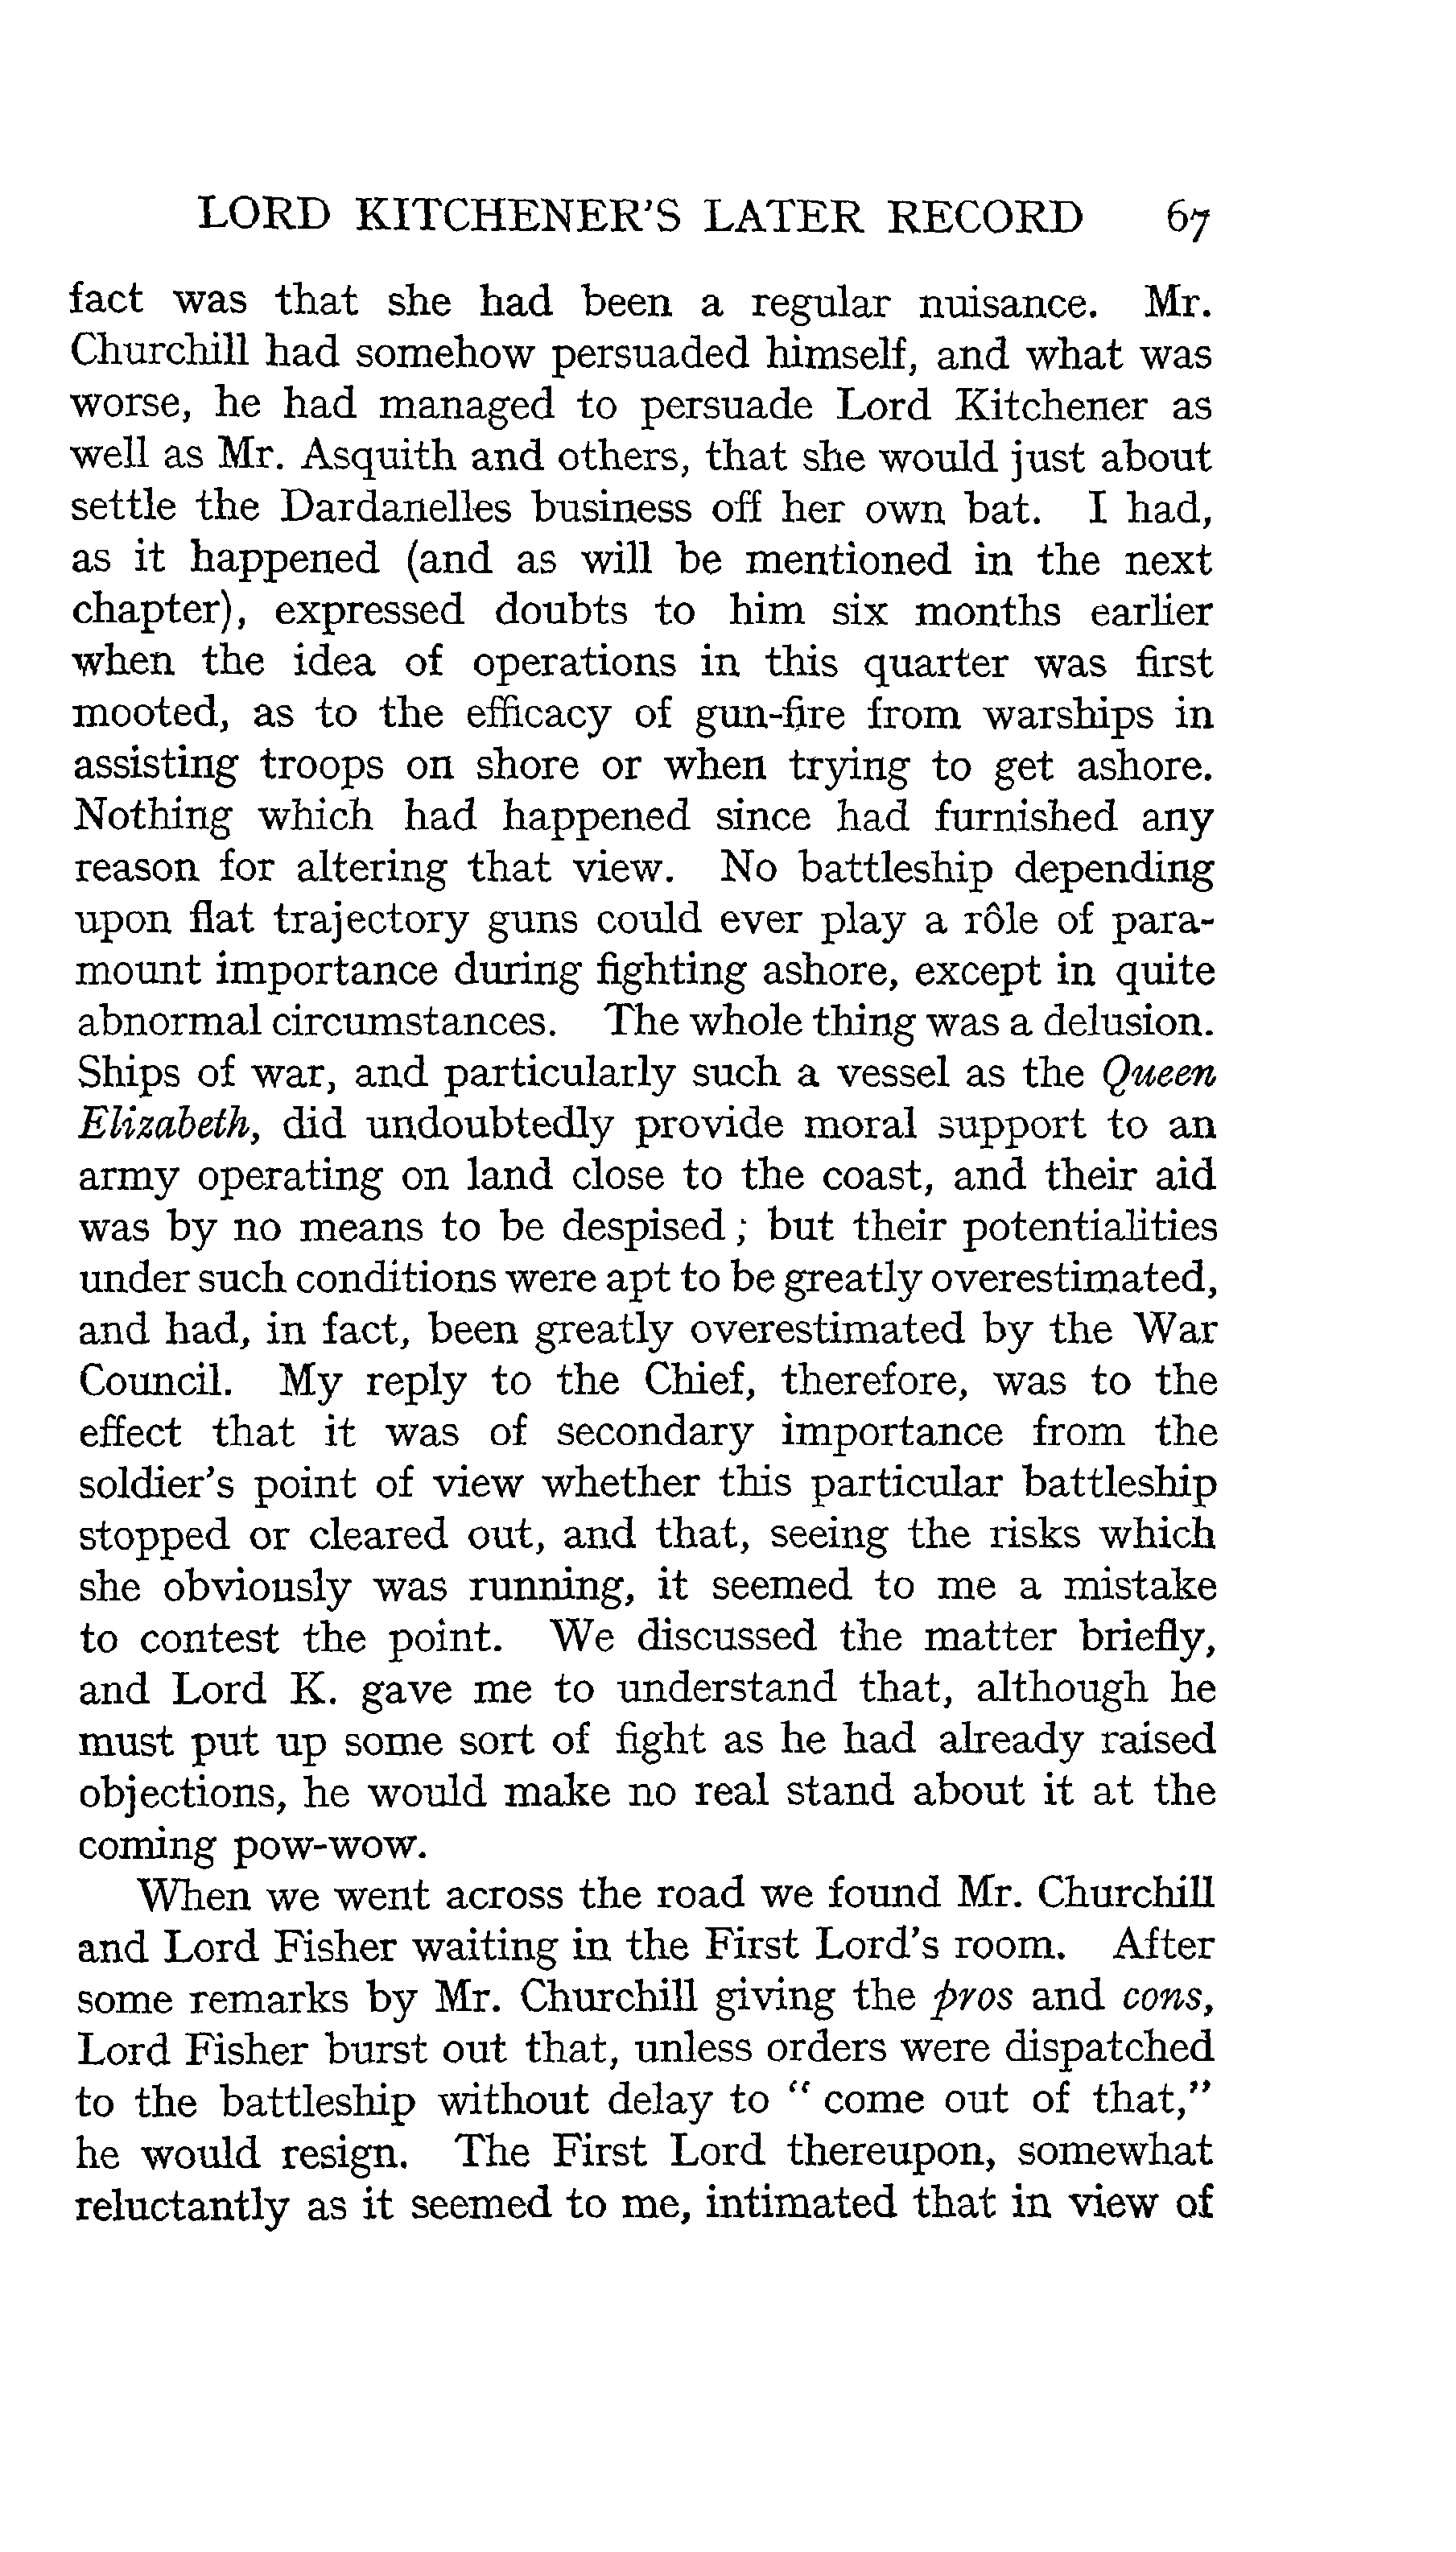 LORD KITCHENER'S LATER RECORD 67
fact was that she had been a regular nuisance. Mr.
Churchill had somehow persuaded himself, and what was
worse, he had managed to persuade Lord Kitchener as
well as Mr. Asquith and others, that she would just about
settle the Dardanelles business off her own bat. I had,
as it happened (and as will be mentioned in the next
chapter), expressed doubts to him six months earlier
when the idea of operations in this quarter was first
mooted, as to the efficacy of gun-fire from warships in
assisting troops on shore or when trying to get ashore.
Nothing which had happened since had furnished any
reason for altering that view. No battleship depending
upon flat trajectory guns could ever play a rôle of para-
mount importance during fighting ashore, except in quite
abnormal circumstances. The whole thing was a delusion.
Ships of war, and particularly such a vessel as the Queen
Elizabeth, did undoubtedly provide moral support to an
army operating on land close to the coast, and their aid
was by no means to be despised ; but their potentialities
under such conditions were apt to be greatly overestimated,
and had, in fact, been greatly overestimated by the War
Council. My reply to the Chief, therefore, was to the
effect that it was of secondary importance from the
soldier's point of view whether this particular battleship
stopped or cleared out, and that, seeing the risks which
she obviously was running, it seemed to me a mistake
to contest the point. We discussed the matter briefly,
and Lord K. gave me to understand that, although he
must put up some sort of fight as he had already raised
objections, he would make no real stand about it at the
coming pow-wow.
When we went across the road we found Mr. Churchill
and Lord Fisher waiting in the First Lord's room. After
some remarks by Mr. Churchill giving the pros and cons,
Lord Fisher burst out that, unless orders were dispatched
to the battleship without delay to " come out of that,"
he would resign. The First Lord thereupon, somewhat
reluctantly as it seemed to me, intimated that in view of